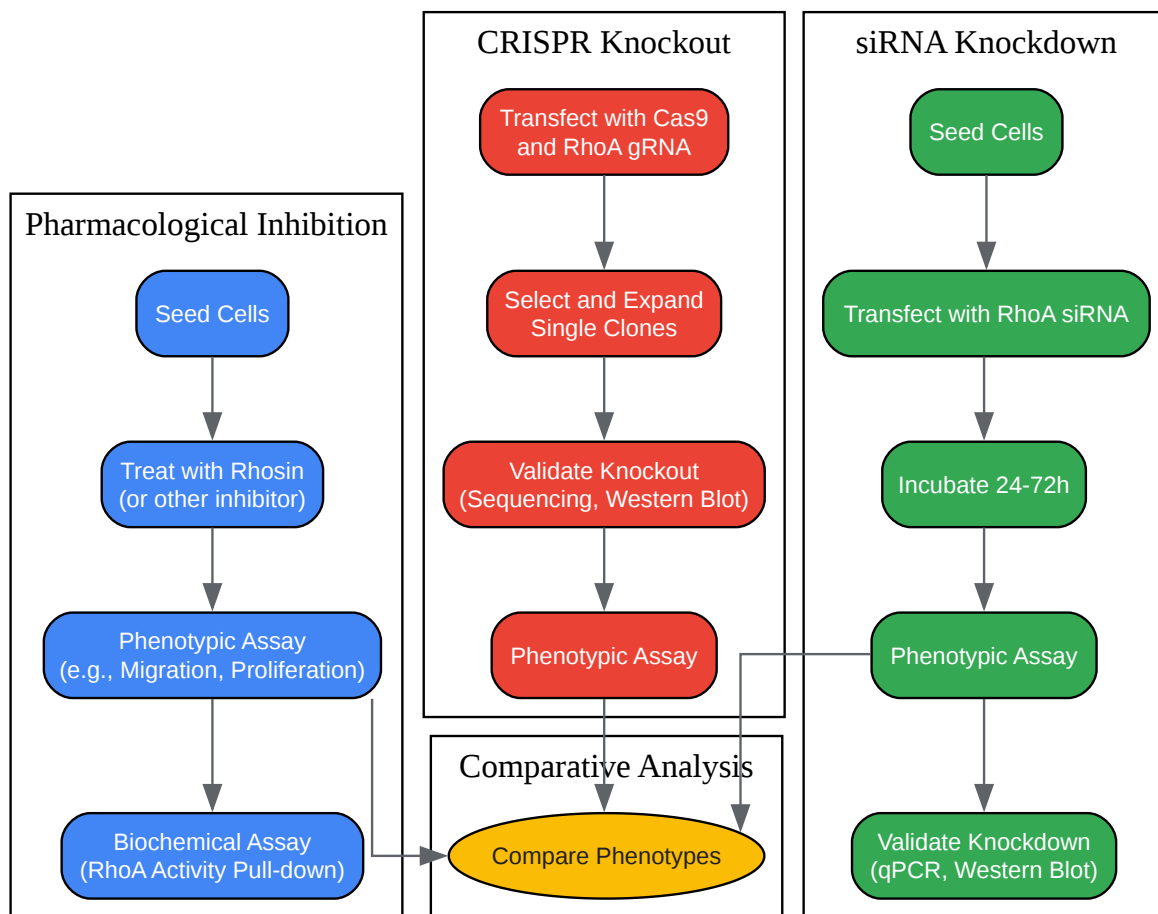 Pharmacological Inhibition
Seed Cells
Treat with Rhosin
(or other inhibitor)
Phenotypic Assay
(e.g., Migration, Proliferation)
Biochemical Assay
(RhoA Activity Pull-down)
CRISPR Knockout
Transfect with Cas9
and RhoA gRNA
Select and Expand
Single Clones
Validate Knockout
(Sequencing, Western Blot)
Phenotypic Assay
Comparative Analysis
Compare Phenotypes
siRNA Knockdown
Seed Cells
Transfect with RhoA siRNA
Incubate 24-72h
Phenotypic Assay
Validate Knockdown
(qPCR, Western Blot)